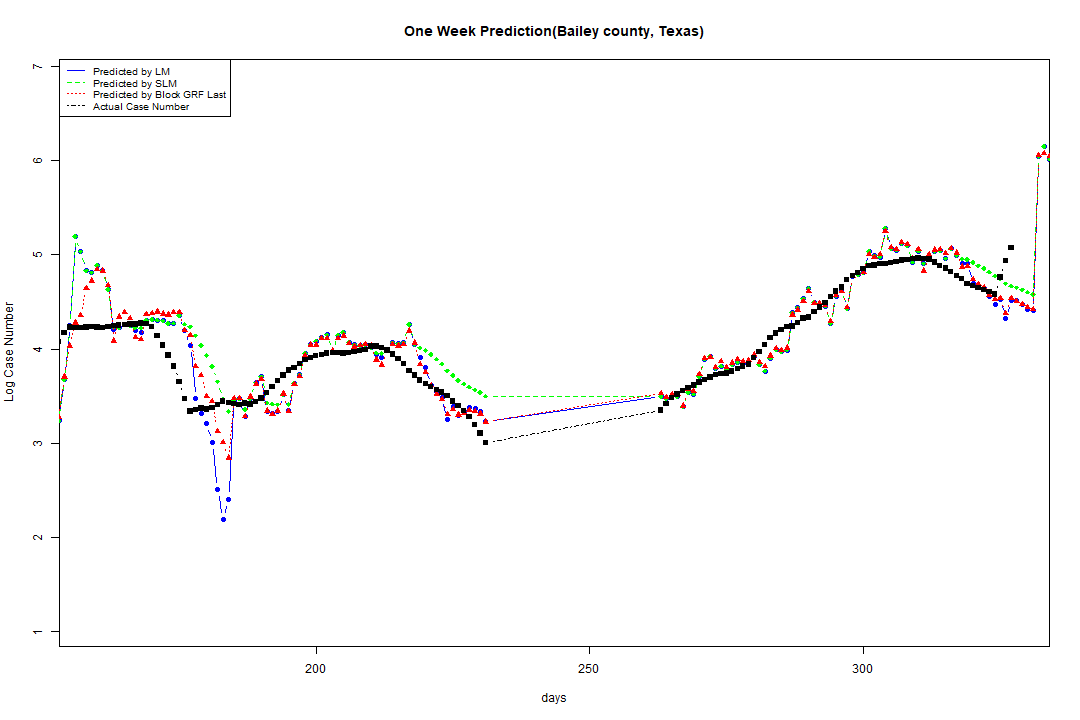 One Week Prediction(Bailey county, Texas)
Predicted by LM
Predicted by SLM
Predicted by Block GRF Last
Actual Case Number
7
6
5
4
3
2
1
Log Case Number
200
250
300
days